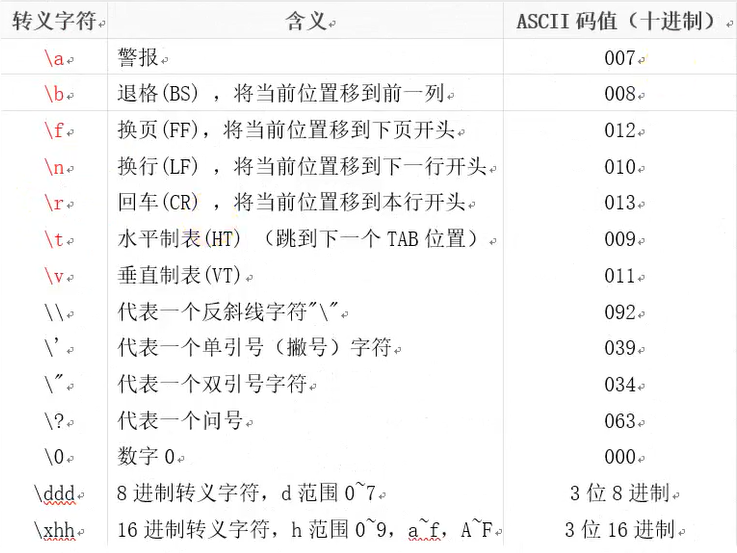 转义字符 含义 ASCII 码值（十进制）
\a 警报 007
\b 退格(BS) ，将当前位置移到前一列 008
\f 换页(FF)，将当前位置移到下页开头 012
\n 换行(LF) ，将当前位置移到下一行开头 010
\r 回车(CR) ，将当前位置移到本行开头 013
\t 水平制表(HT) （跳到下一个 TAB 位置） 009
\v 垂直制表(VT) 011
\\ 代表一个反斜线字符"\" 092
\' 代表一个单引号（撇号）字符 039
\" 代表一个双引号字符 034
\? 代表一个问号 063
\0 数字 0 000
\ddd 8 进制转义字符，d 范围 0~7 3 位 8 进制
\xhh 16 进制转义字符，h 范围 0~9，a~f，A~F 3 位 16 进制